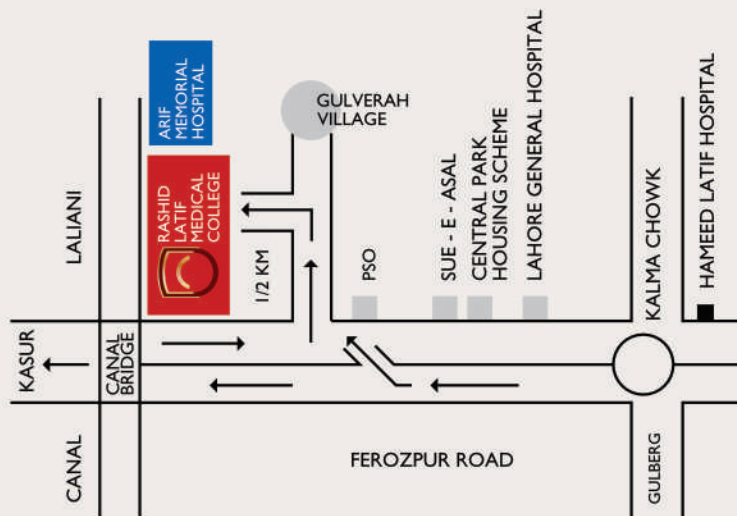 LALIANI
ARIF
MEMORIAL
HOSPITAL
GULVERAH
VILLAGE
RASHID
LATIF
MEDICAL
COLLEGE
1/2 KM
PSO
SUE - E - ASAL
CENTRAL PARK
HOUSING SCHEME
LAHORE GENERAL HOSPITAL
KALMA CHOWK
HAMEED LATIF HOSPITAL
KASUR
CANAL
BRIDGE
CANAL
FEROZPUR ROAD
GULBERG